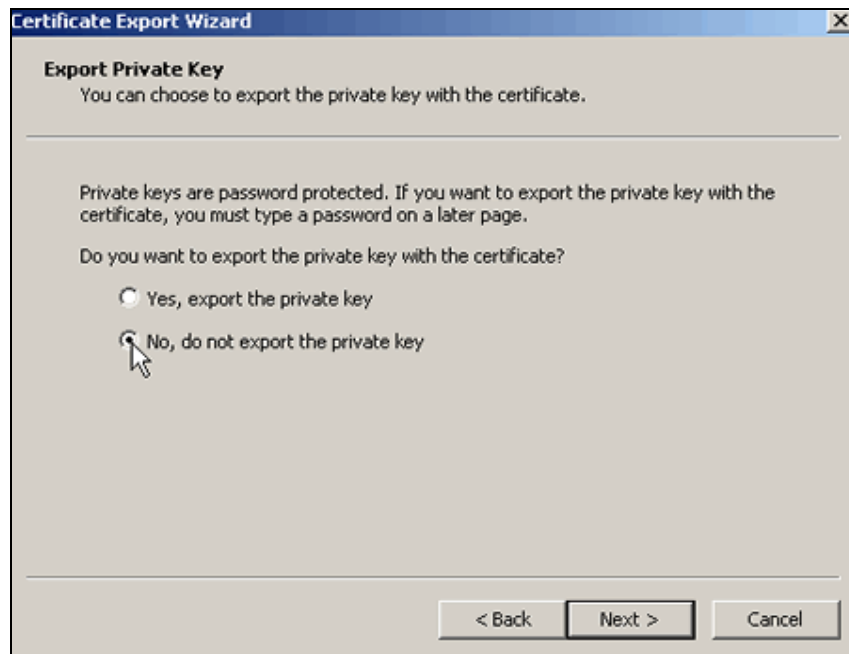 Certificate Export Wizard
Export Private Key
You can choose to export the private key with the certificate.
Private keys are password protected. If you want to export the private key with the
certificate, you must type a password on a later page.
Do you want to export the private key with the certificate?
Yes, export the private key
No, do not export the private key
< Back Next > Cancel